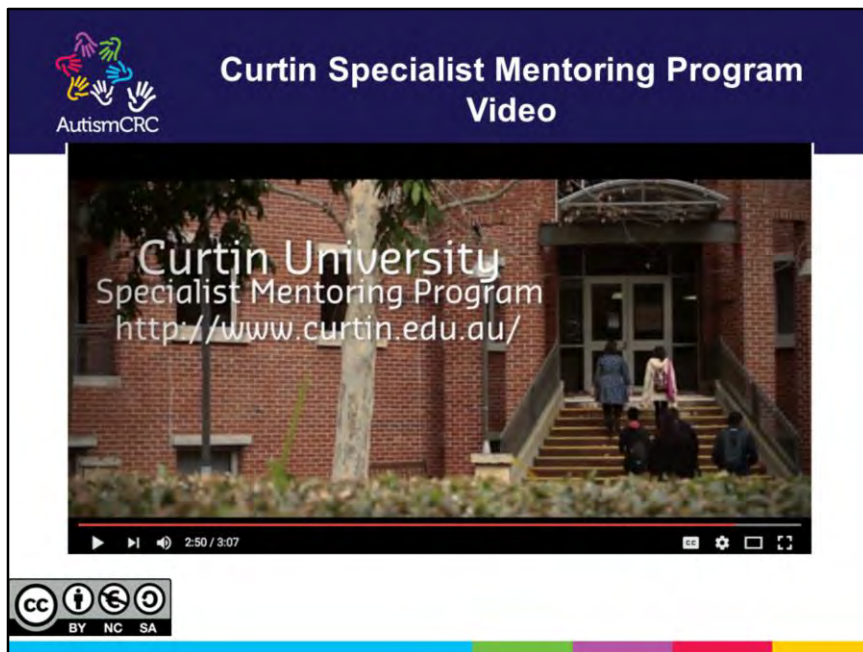 AutismCRC
Curtin Specialist Mentoring Program
Video
Curtin University
Specialist Mentoring Program
http://www.curtin.edu.au/
2:50 / 3:07
CC
CC
BY NC SA